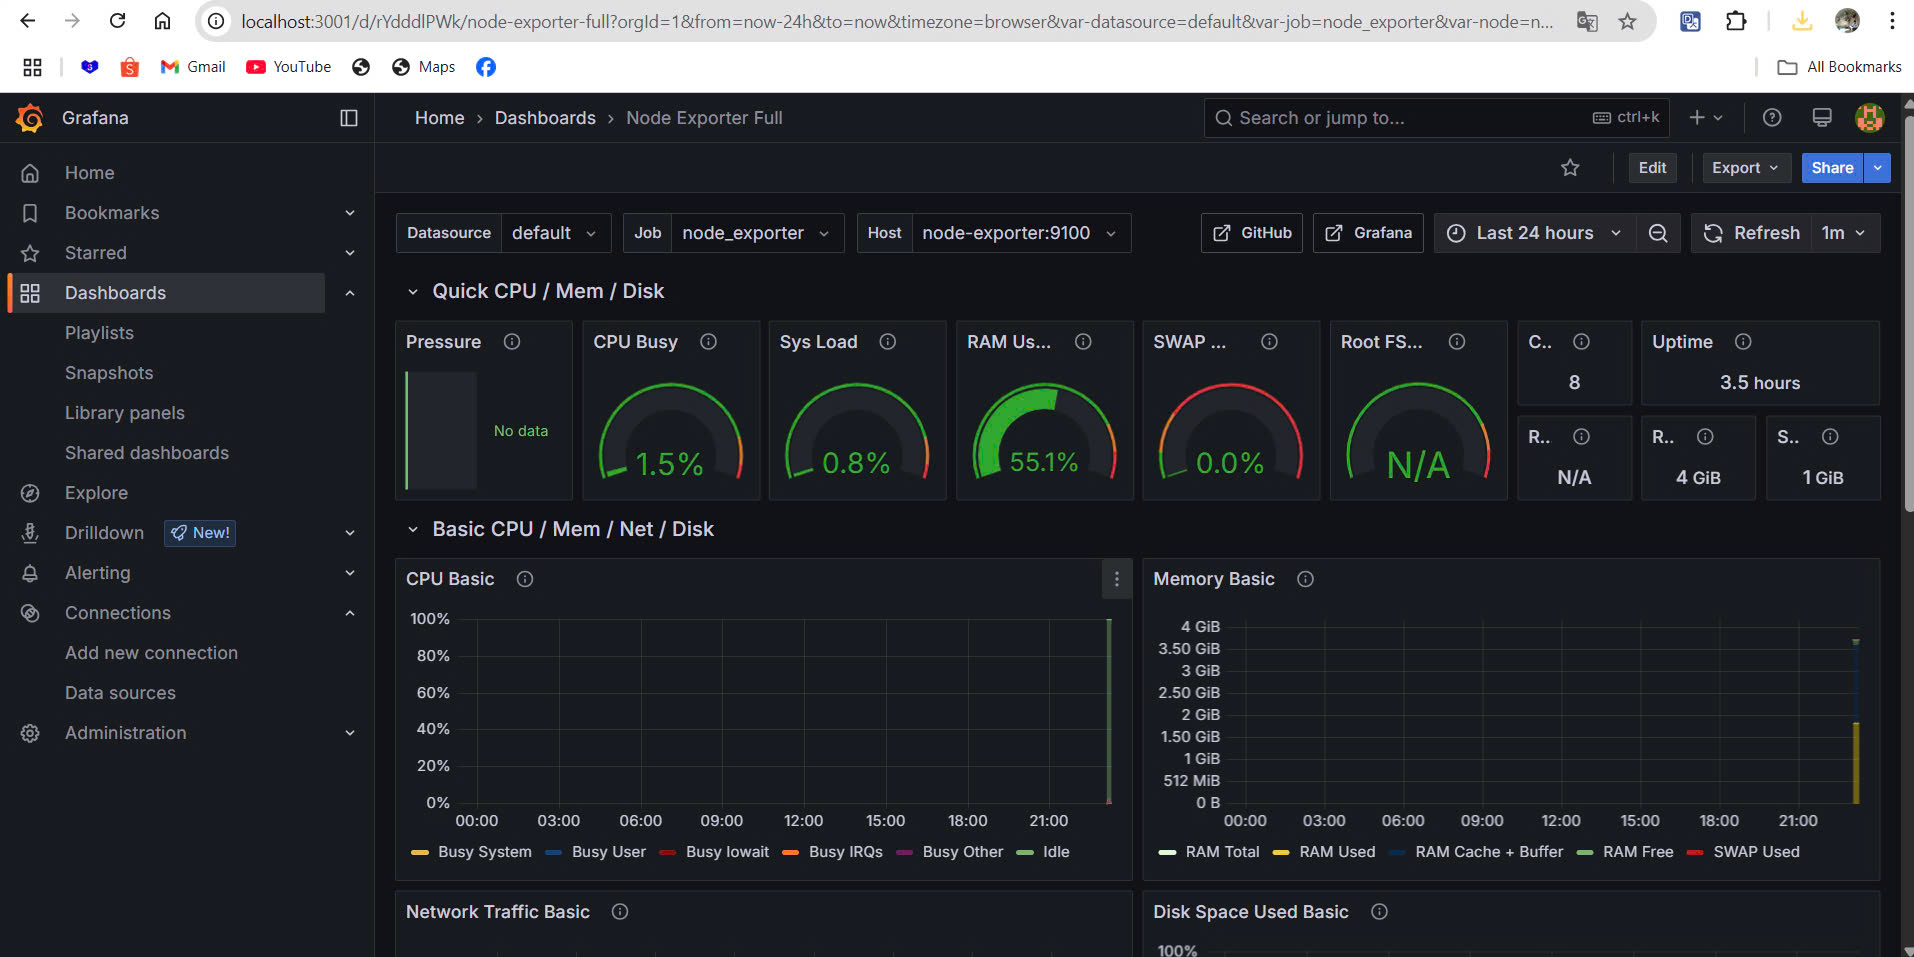 localhost:3001/d/rYdddlPWk/node-exporter-full?orgId=1&from=now-24h&to=now&timezone=browser&var-datasource=default&var-job=node_exporter&var-node=n...
Gmail YouTube Maps All Bookmarks
Grafana
Home › Dashboards › Node Exporter Full
Search or jump to... ctrl+k
Edit Export Share
Home
Bookmarks
Starred
Dashboards
Playlists
Snapshots
Library panels
Shared dashboards
Explore
Drilldown New!
Alerting
Connections
Add new connection
Data sources
Administration
Datasource default Job node_exporter Host node-exporter:9100 GitHub Grafana Last 24 hours Refresh 1m
Quick CPU / Mem / Disk
Pressure
No data
CPU Busy
1.5%
Sys Load
0.8%
RAM Us...
55.1%
SWAP ...
0.0%
Root FS...
N/A
C..
8
Uptime
3.5 hours
R..
N/A
R..
4 GiB
S..
1 GiB
Basic CPU / Mem / Net / Disk
CPU Basic
100%
80%
60%
40%
20%
0%
00:00 03:00 06:00 09:00 12:00 15:00 18:00 21:00
Busy System Busy User Busy Iowait Busy IRQs Busy Other Idle
Memory Basic
4 GiB
3.50 GiB
3 GiB
2.50 GiB
2 GiB
1.50 GiB
1 GiB
512 MiB
0 B
00:00 03:00 06:00 09:00 12:00 15:00 18:00 21:00
RAM Total RAM Used RAM Cache + Buffer RAM Free SWAP Used
Network Traffic Basic
Disk Space Used Basic
100%